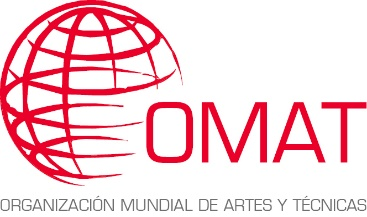 OMAT
ORGANIZACIÓN MUNDIAL DE ARTES Y TÉCNICAS